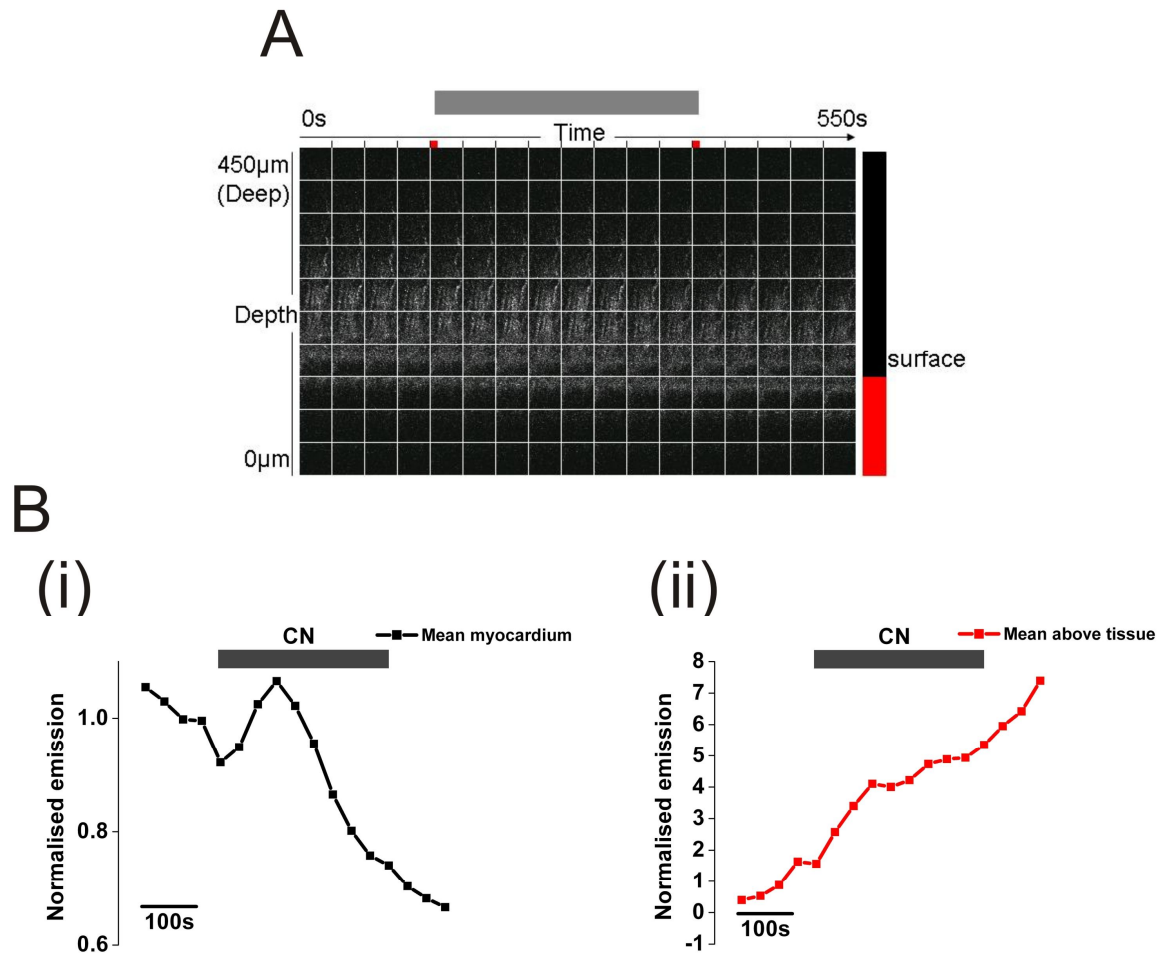 A
0s
Time
550s
450µm
(Deep)
Depth
surface
0µm
B
(i)
CN
Mean myocardium
Normalised emission
1.0
0.8
0.6
100s
(ii)
CN
Mean above tissue
Normalised emission
8
7
6
5
4
3
2
1
0
-1
100s